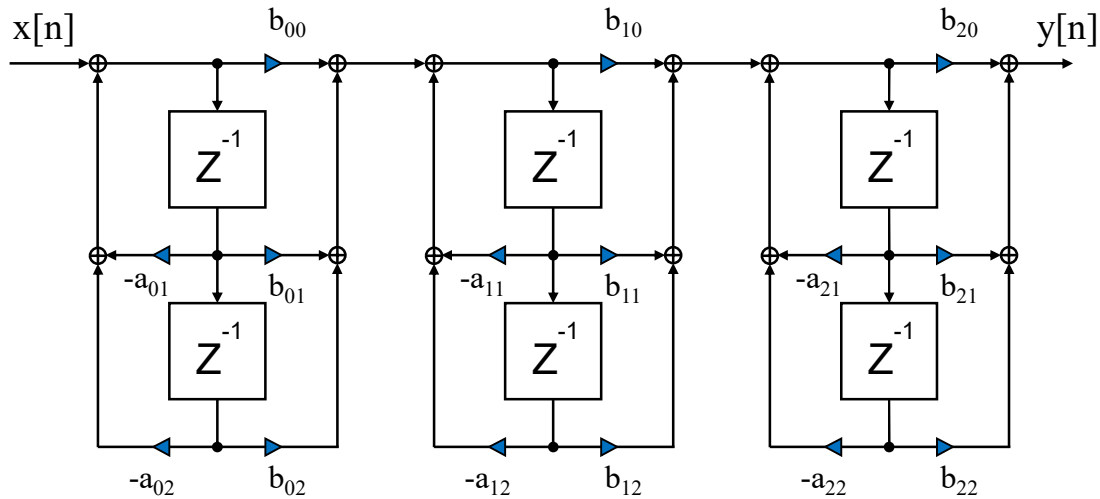 b₀₀ b₁₀ b₂₀
x[n] y[n]
Z⁻¹ Z⁻¹ Z⁻¹
-a₀₁ b₀₁ -a₁₁ b₁₁ -a₂₁ b₂₁
Z⁻¹ Z⁻¹ Z⁻¹
-a₀₂ b₀₂ -a₁₂ b₁₂ -a₂₂ b₂₂